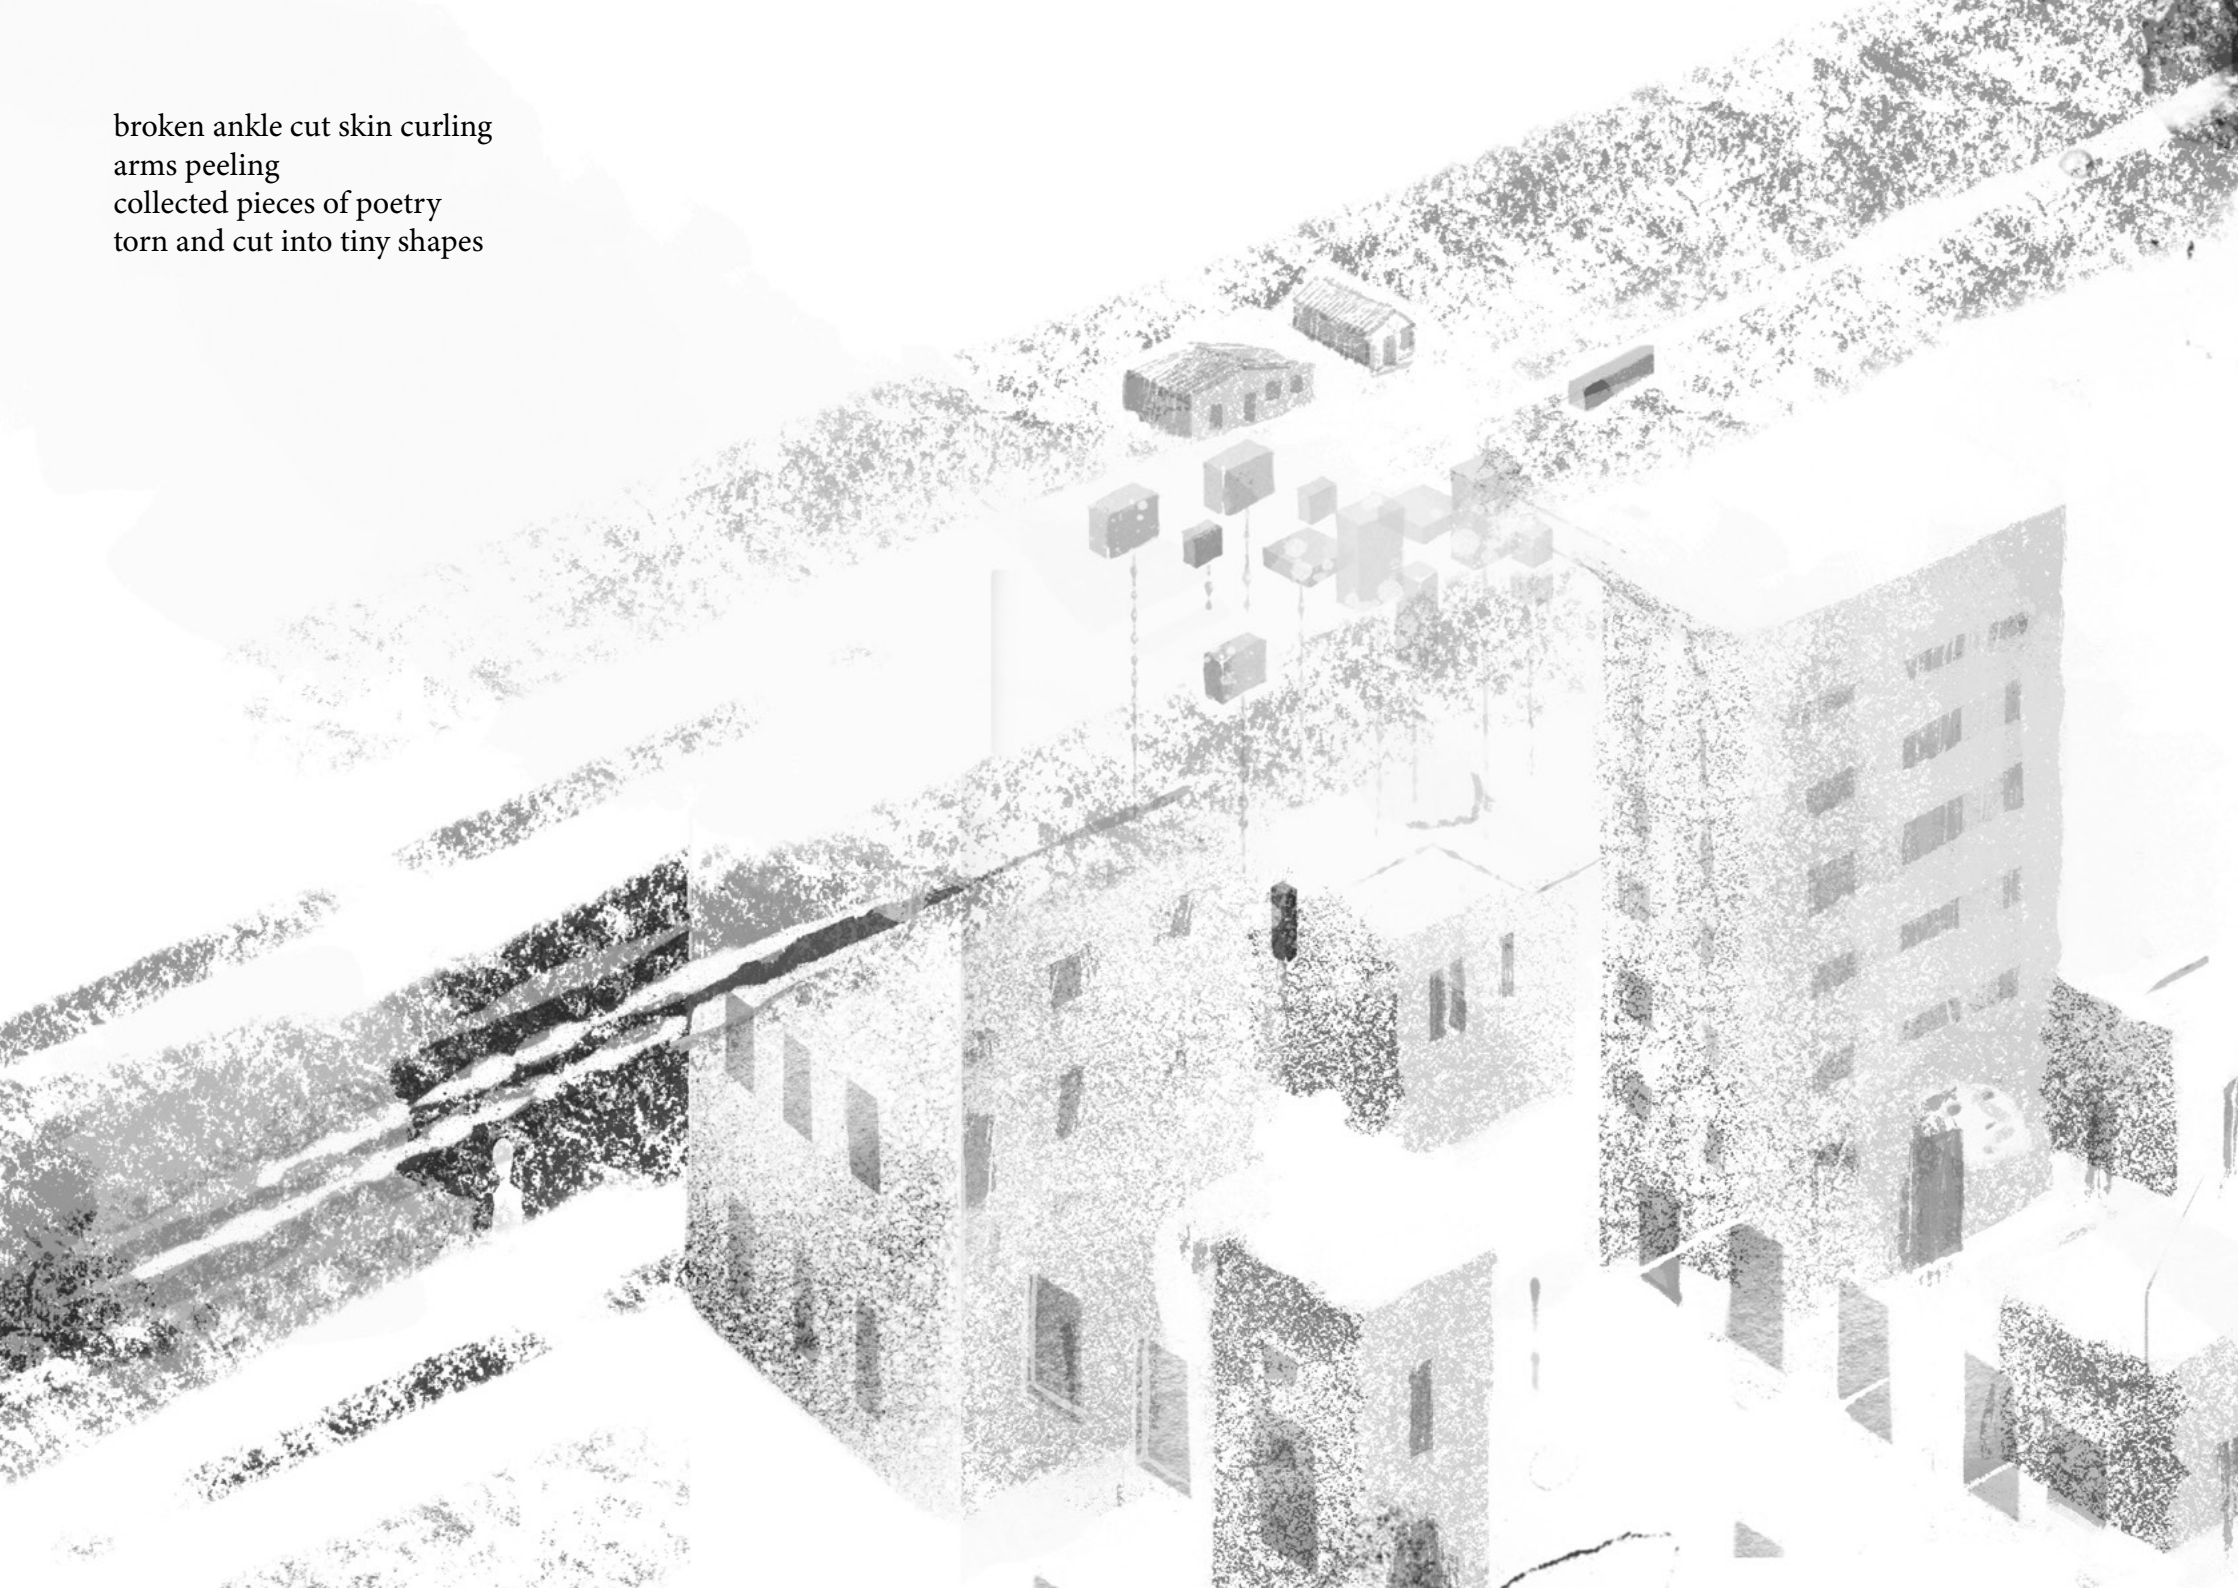 broken ankle cut skin curling
arms peeling
collected pieces of poetry
torn and cut into tiny shapes